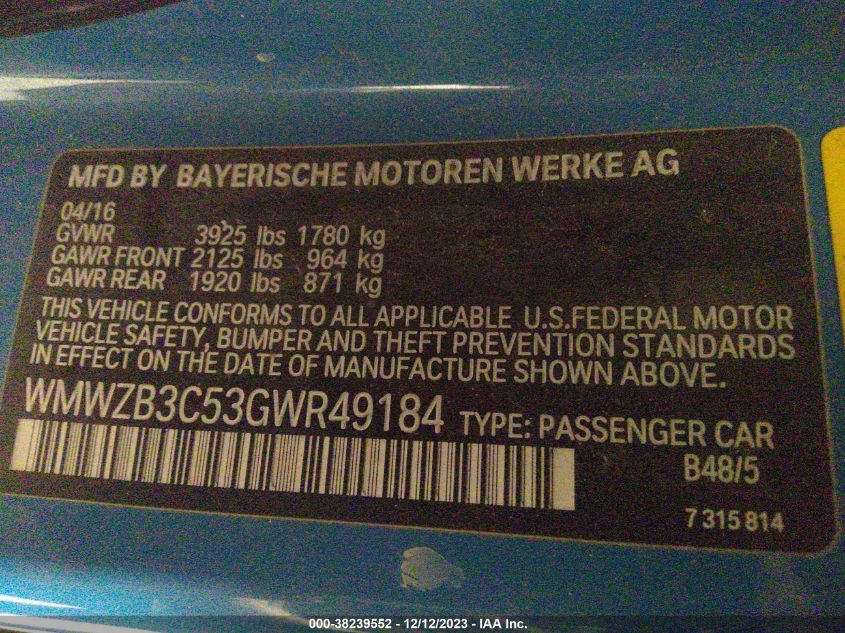 MFD BY BAYERISCHE MOTOREN WERKE AG
04/16
GVWR 3925 lbs 1780 kg
GAWR FRONT 2125 lbs 964 kg
GAWR REAR 1920 lbs 871 kg
THIS VEHICLE CONFORMS TO ALL APPLICABLE U.S.FEDERAL MOTOR
VEHICLE SAFETY, BUMPER AND THEFT PREVENTION STANDARDS
IN EFFECT ON THE DATE OF MANUFACTURE SHOWN ABOVE.
WMWZB3C53GWR49184 TYPE: PASSENGER CAR
B48/5
7 315 814
000-38239552 - 12/12/2023 - IAA Inc.